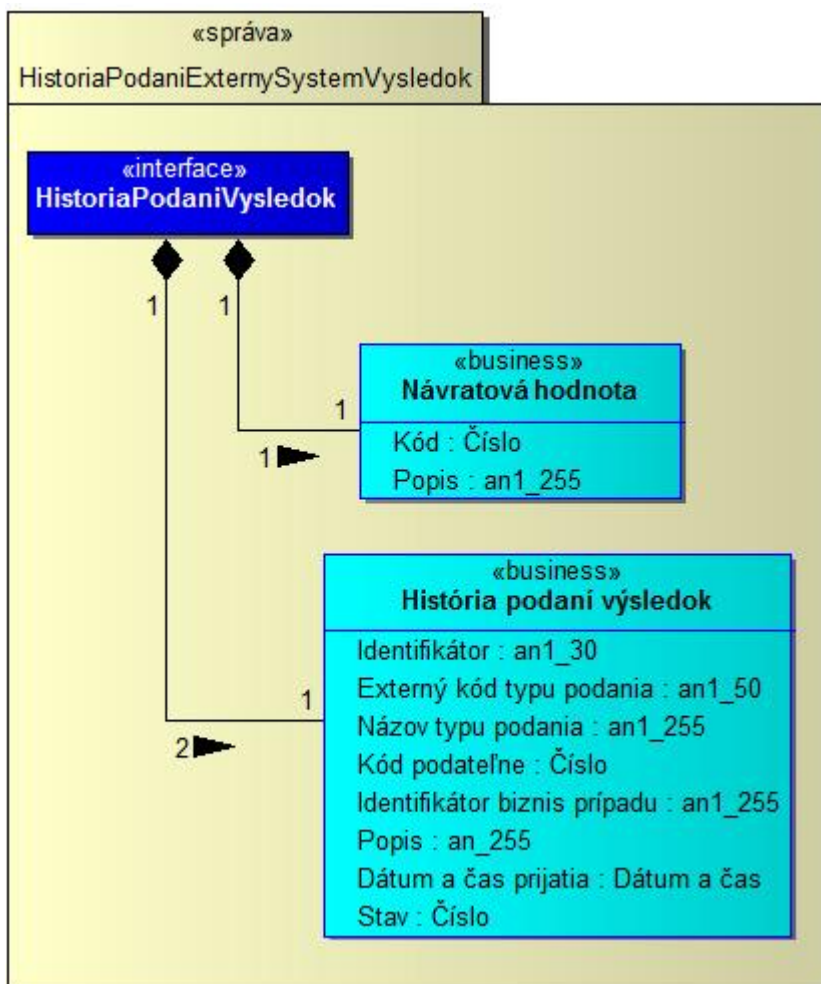 «správa»
HistoriaPodaniExternySystemVysledok
«interface»
HistoriaPodaniVysledok
1
1
«business»
Návratová hodnota
Kód : Číslo
Popis : an1_255
1
1
«business»
História podaní výsledok
Identifikátor : an1_30
Externý kód typu podania : an1_50
Názov typu podania : an1_255
Kód podateľne : Číslo
Identifikátor biznis prípadu : an1_255
Popis : an_255
Dátum a čas prijatia : Dátum a čas
Stav : Číslo
1
2